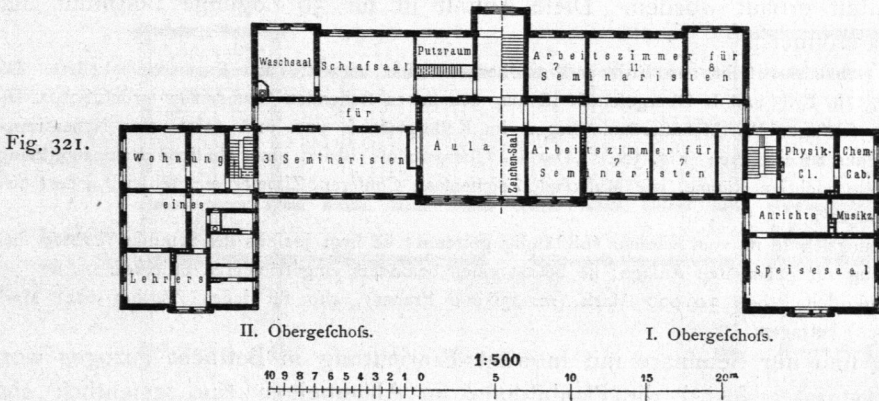 Fig. 321.
Waschsaal
Schlafsaal
für
31 Seminaristen
Putzraum
Aula
Zeichen-Saal
Arbeitszimmer für
7 11 8
Seminaristen
Arbeitszimmer für
7 7
Seminaristen
Wohnung
eines
Lehrers
Physik-
Cl.
Chem.
Cab.
Anrichte
Musikz.
Speisesaal
II. Obergeſchoſs.
I. Obergeſchoſs.
1:500
10 9 8 7 6 5 4 3 2 1 0 5 10 15 20m